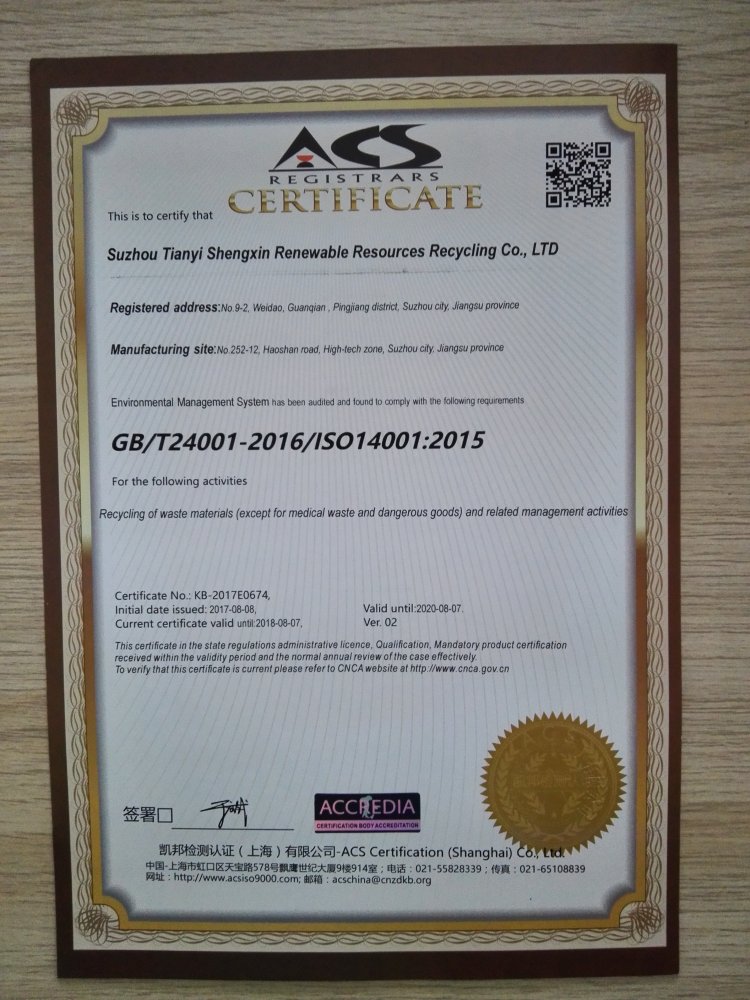 ACS
REGISTRARS
CERTIFICATE
This is to certify that
Suzhou Tianyi Shengxin Renewable Resources Recycling Co., LTD
Registered address:No.9-2, Weidao, Guanqian , Pingjiang district, Suzhou city, Jiangsu province
Manufacturing site:No.252-12, Haoshan road, High-tech zone, Suzhou city, Jiangsu province
Environmental Management System has been audited and found to comply with the following requirements
GB/T24001-2016/ISO14001:2015
For the following activities
Recycling of waste materials (except for medical waste and dangerous goods) and related management activities
Certificate No.: KB-2017E0674,
Initial date issued: 2017-08-08, Valid until:2020-08-07.
Current certificate valid until:2018-08-07, Ver. 02
This certificate in the state regulations administrative licence, Qualification, Mandatory product certification
received within the validity period and the normal annual review of the case effectively.
To verify that this certificate is current please refer to CNCA website at http://www.cnca.gov.cn
签署□
ACCREDIA
CERTIFICATION BODY ACCREDITATION
凯邦检测认证（上海）有限公司-ACS Certification (Shanghai) Co., Ltd.
中国-上海市虹口区天宝路578号飘鹰世纪大厦9楼914室；电话：021-55828339；传真：021-65108839
网址：http://www.acsiso9000.com; 邮箱：acschina@cnzdkb.org